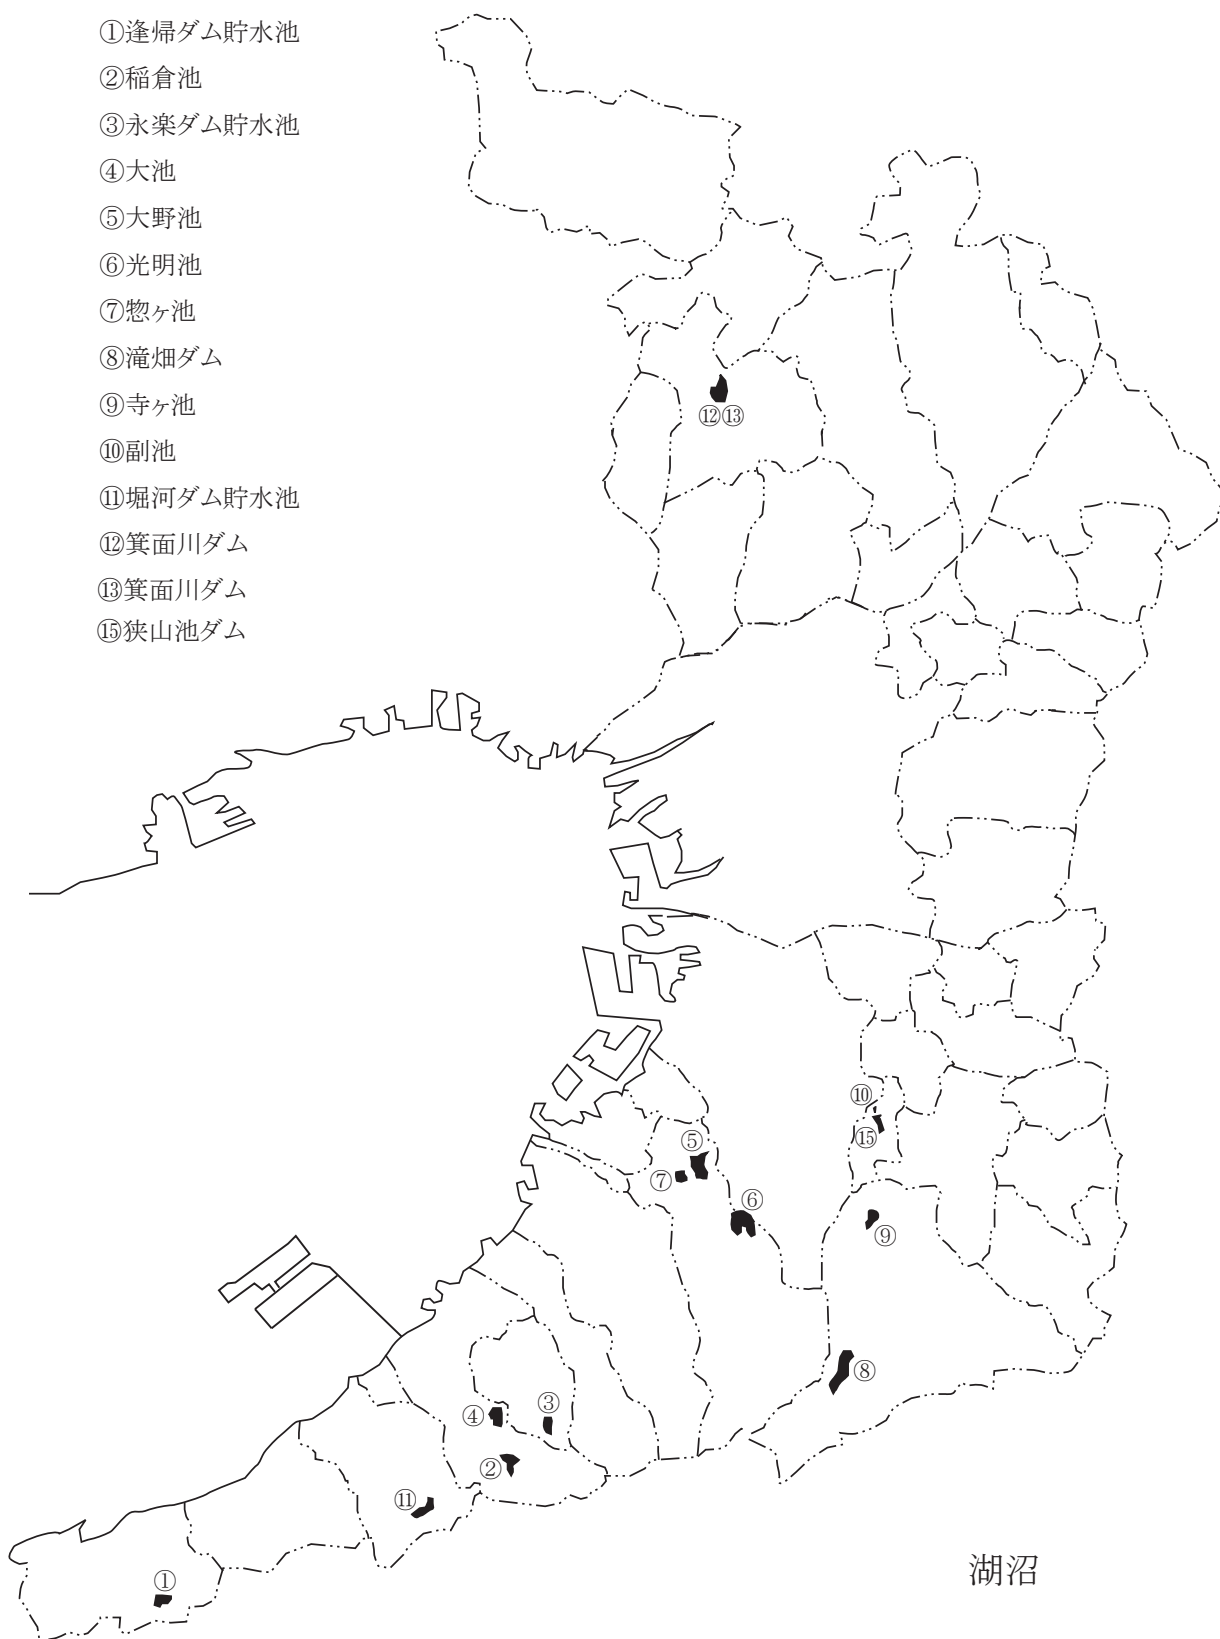 ①逢帰ダム貯水池
②稲倉池
③永楽ダム貯水池
④大池
⑤大野池
⑥光明池
⑦惣ヶ池
⑧滝畑ダム
⑨寺ヶ池
⑩副池
⑪堀河ダム貯水池
⑫箕面川ダム
⑬箕面川ダム
⑮狭山池ダム
⑫⑬
⑩
⑮
⑤
⑦
⑥
⑨
⑧
④
③
②
⑪
①
湖沼